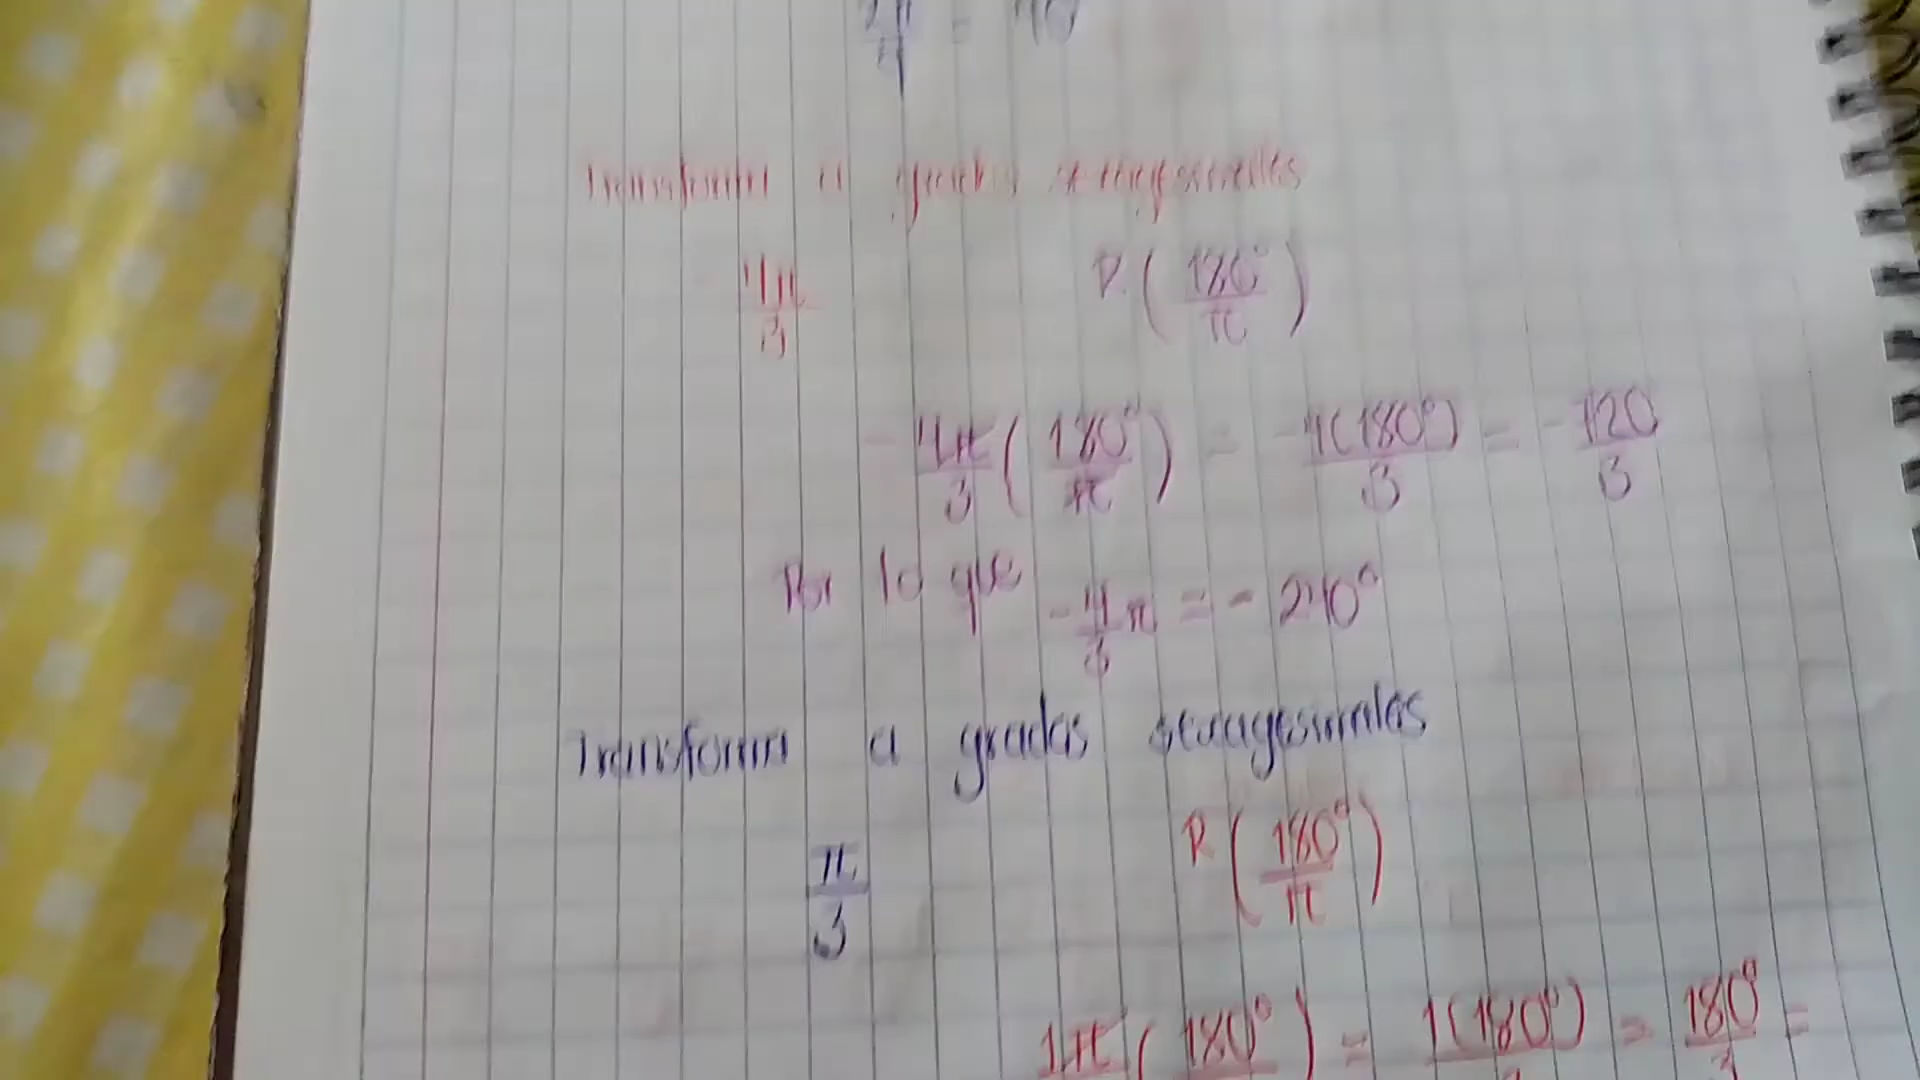 Transforma a grados sexagesimales
4π/3 R(180°/π)
-4π/3(180°/π) = -4(180°)/3 = -720/3
Por lo que -4/3π = -240°
Transforma a grados sexagesimales
π/3 R(180°/π)
1π(180°) = 1(180°) = 180° =